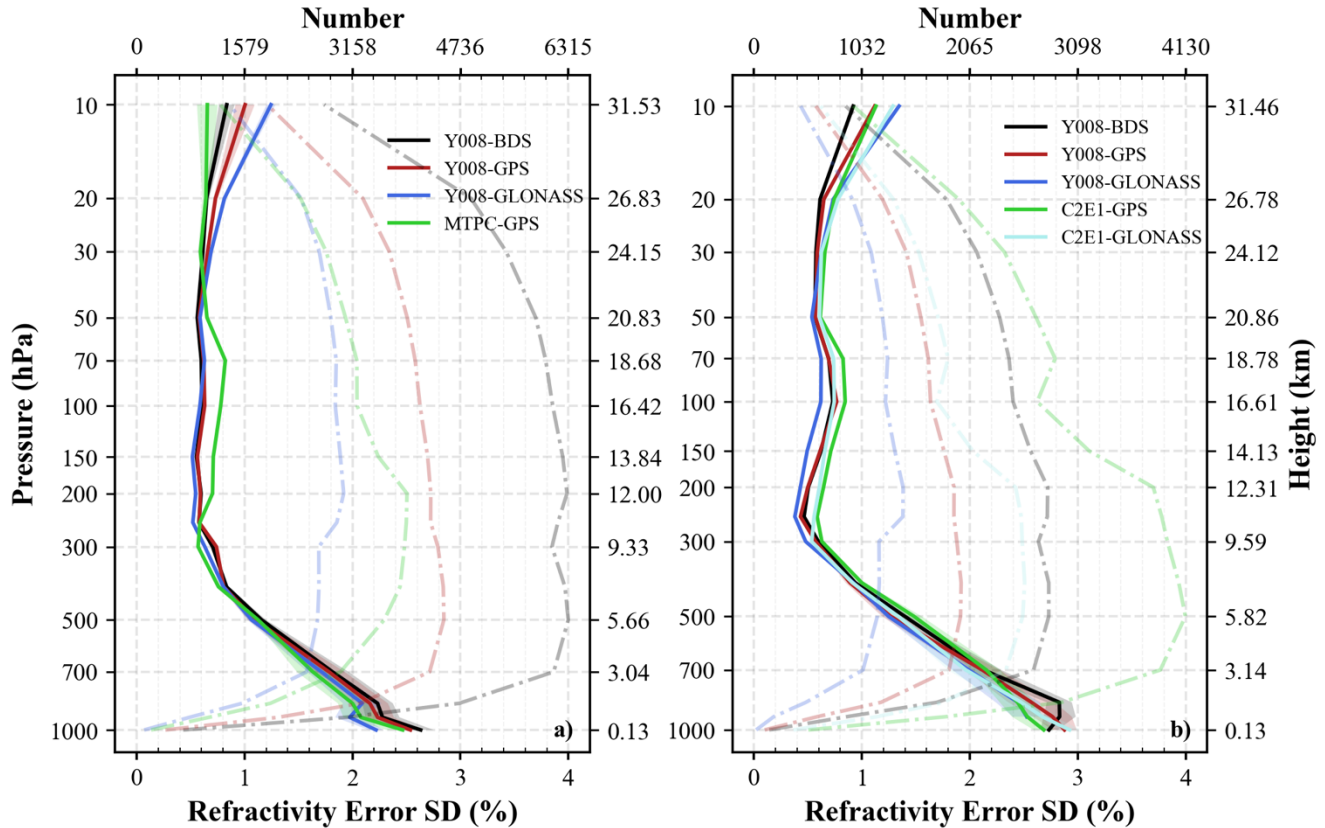 Number
0 1579 3158 4736 6315
Pressure (hPa)
10
20
30
50
70
100
150
200
300
500
700
1000
31.53
26.83
24.15
20.83
18.68
16.42
13.84
12.00
9.33
5.66
3.04
0.13
Y008-BDS
Y008-GPS
Y008-GLONASS
MTPC-GPS
a)
0 1 2 3 4
Refractivity Error SD (%)
Number
0 1032 2065 3098 4130
10
20
30
50
70
100
150
200
300
500
700
1000
31.46
26.78
24.12
20.86
18.78
16.61
14.13
12.31
9.59
5.82
3.14
0.13
Height (km)
Y008-BDS
Y008-GPS
Y008-GLONASS
C2E1-GPS
C2E1-GLONASS
b)
0 1 2 3 4
Refractivity Error SD (%)